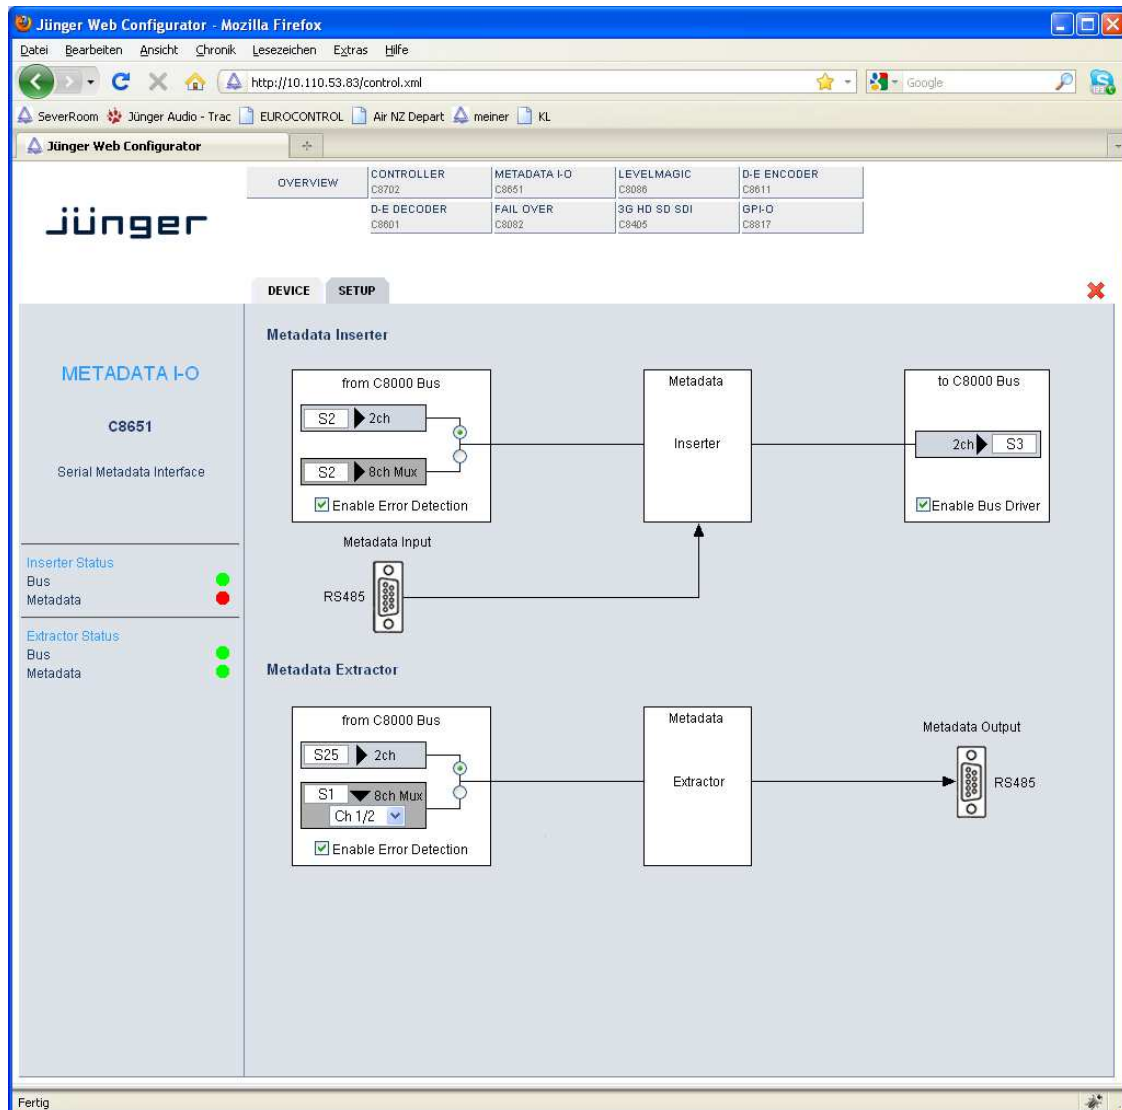 Jünger Web Configurator - Mozilla Firefox
Datei Bearbeiten Ansicht Chronik Lesezeichen Extras Hilfe
http://10.110.53.83/control.xml
Google
SeverRoom Jünger Audio - Trac EUROCONTROL Air NZ Depart meiner KL
Jünger Web Configurator
OVERVIEW CONTROLLER METADATA I-O LEVELMAGIC D-E ENCODER
C8702 C8651 C8086 C8611
D-E DECODER FAIL OVER 3G HD SD SDI GPI-O
C8601 C8082 C8405 C8817
jünger
DEVICE SETUP
METADATA I-O
C8651
Serial Metadata Interface
Inserter Status
Bus
Metadata
Extractor Status
Bus
Metadata
Metadata Inserter
from C8000 Bus
S2 2ch
S2 8ch Mux
Enable Error Detection
Metadata
Inserter
to C8000 Bus
2ch S3
Enable Bus Driver
Metadata Input
RS485
Metadata Extractor
from C8000 Bus
S25 2ch
S1 8ch Mux
Ch 1/2
Enable Error Detection
Metadata
Extractor
Metadata Output
RS485
Fertig